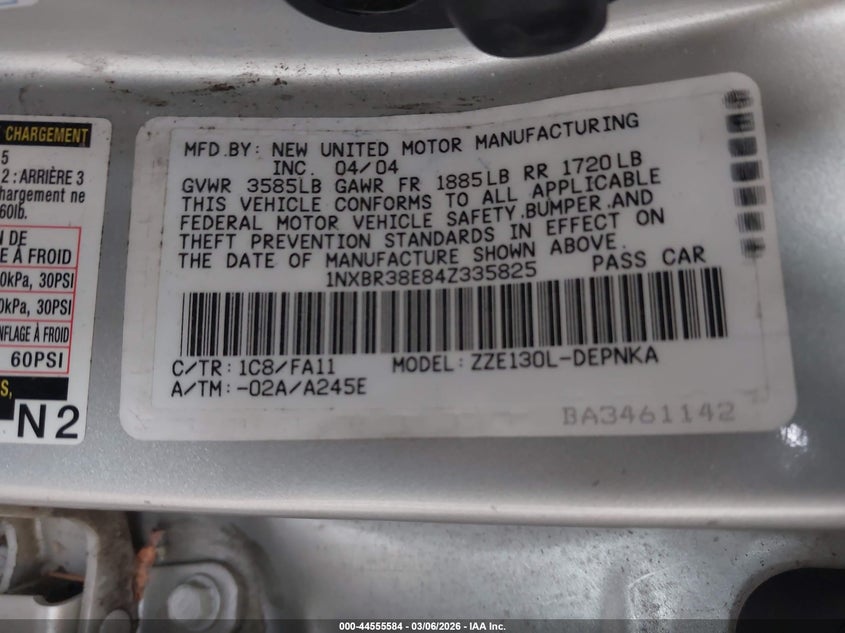 CHARGEMENT
5
2 : ARRIÈRE 3
chargement ne
60lb.
N DE
E À FROID
0kPa, 30PSI
0kPa, 30PSI
NFLAGE À FROID
60PSI
S,
N2
MFD.BY: NEW UNITED MOTOR MANUFACTURING
INC. 04/04
GVWR 3585LB GAWR FR 1885LB RR 1720LB
THIS VEHICLE CONFORMS TO ALL APPLICABLE
FEDERAL MOTOR VEHICLE SAFETY,BUMPER,AND
THEFT PREVENTION STANDARDS IN EFFECT ON
THE DATE OF MANUFACTURE SHOWN ABOVE.
1NXBR38E84Z335825 PASS CAR
C/TR: 1C8/FA11 MODEL: ZZE130L-DEPNKA
A/TM: -02A/A245E
BA3461142
000-44555584 - 03/06/2026 - IAA Inc.